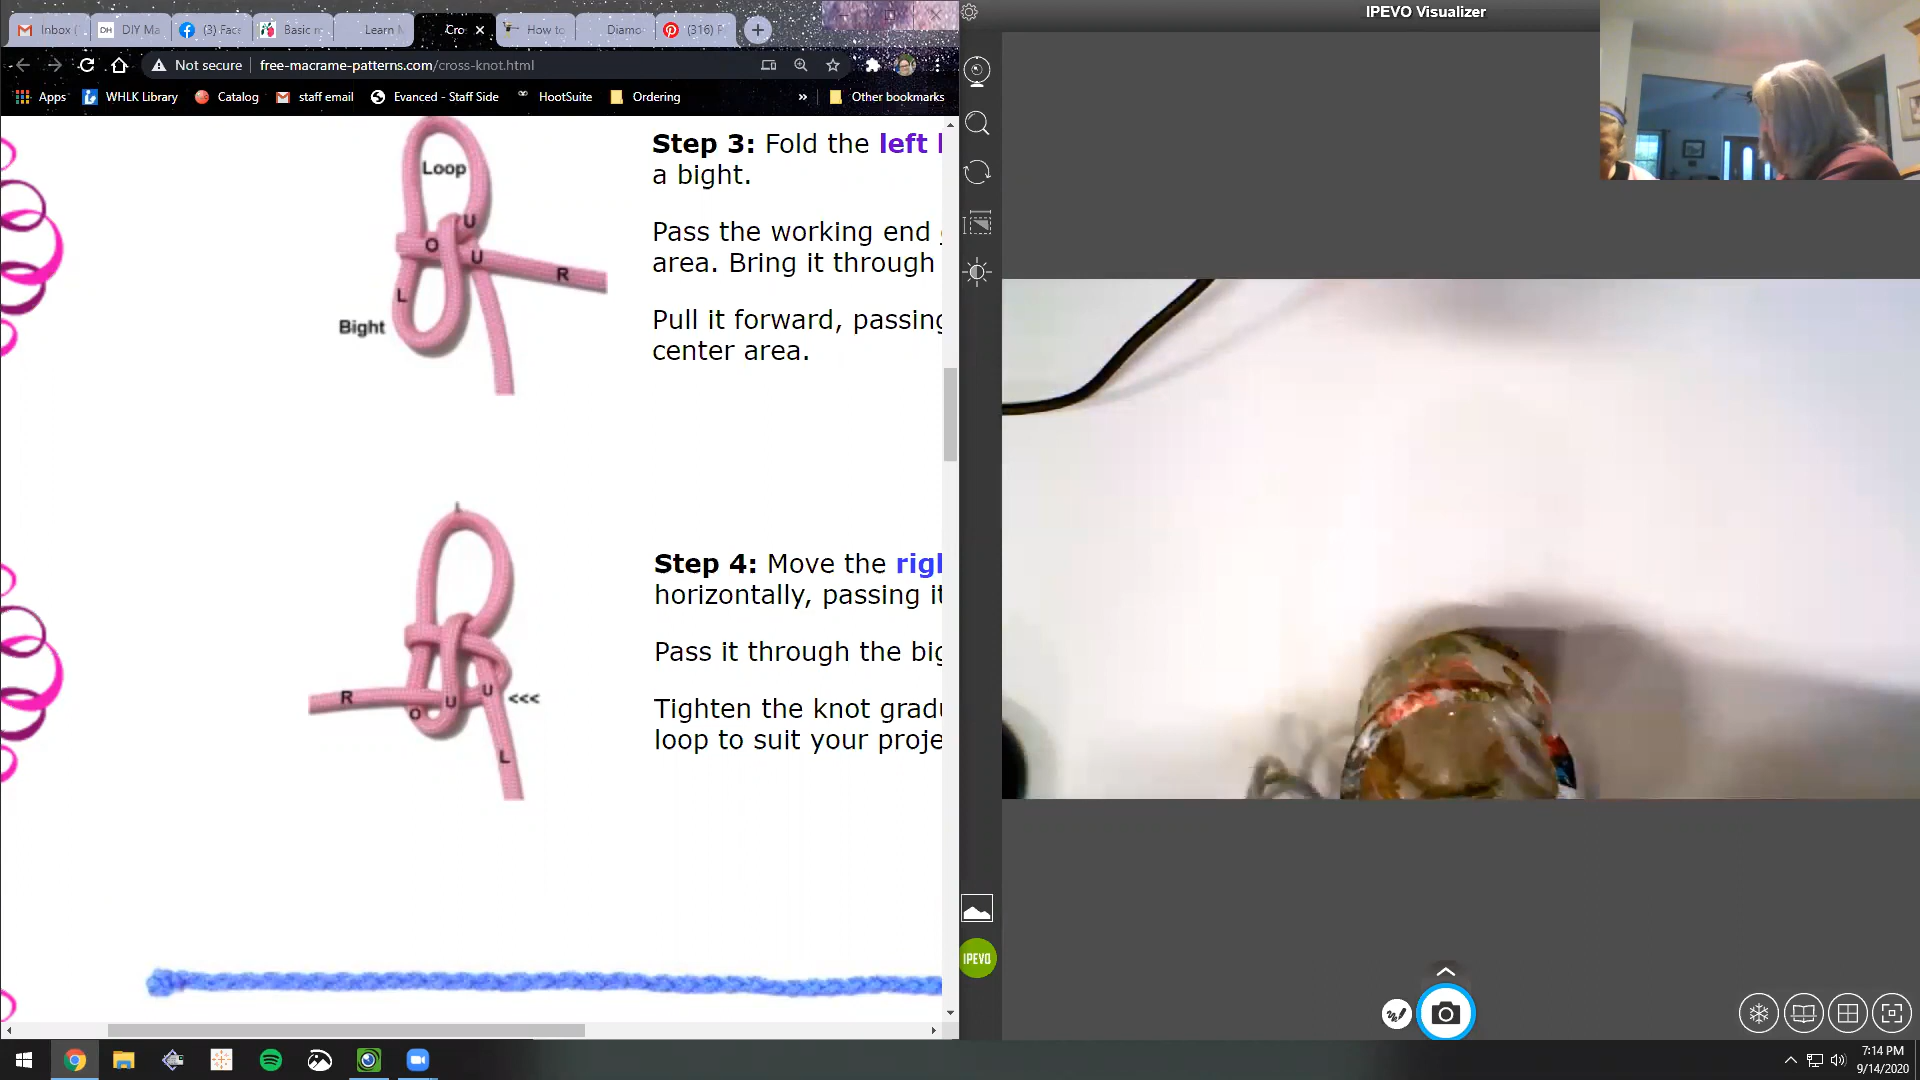 Inbox (
DIY Ma
(3) Face
Basic
Learn
Cro
How to
Diamo
(316) P
Not secure
free-macrame-patterns.com/cross-knot.html
Apps
WHLK Library
Catalog
staff email
Evanced - Staff Side
HootSuite
Ordering
»
Other bookmarks
Loop
U
O
U
R
L
Bight
Step 3: Fold the left
a bight.
Pass the working end
area. Bring it through
Pull it forward, passing
center area.
L
R
O
U
U
<<<
L
Step 4: Move the righ
horizontally, passing it
Pass it through the big
Tighten the knot gradu
loop to suit your proje
IPEVO Visualizer
IPEVO
7:14 PM
9/14/2020